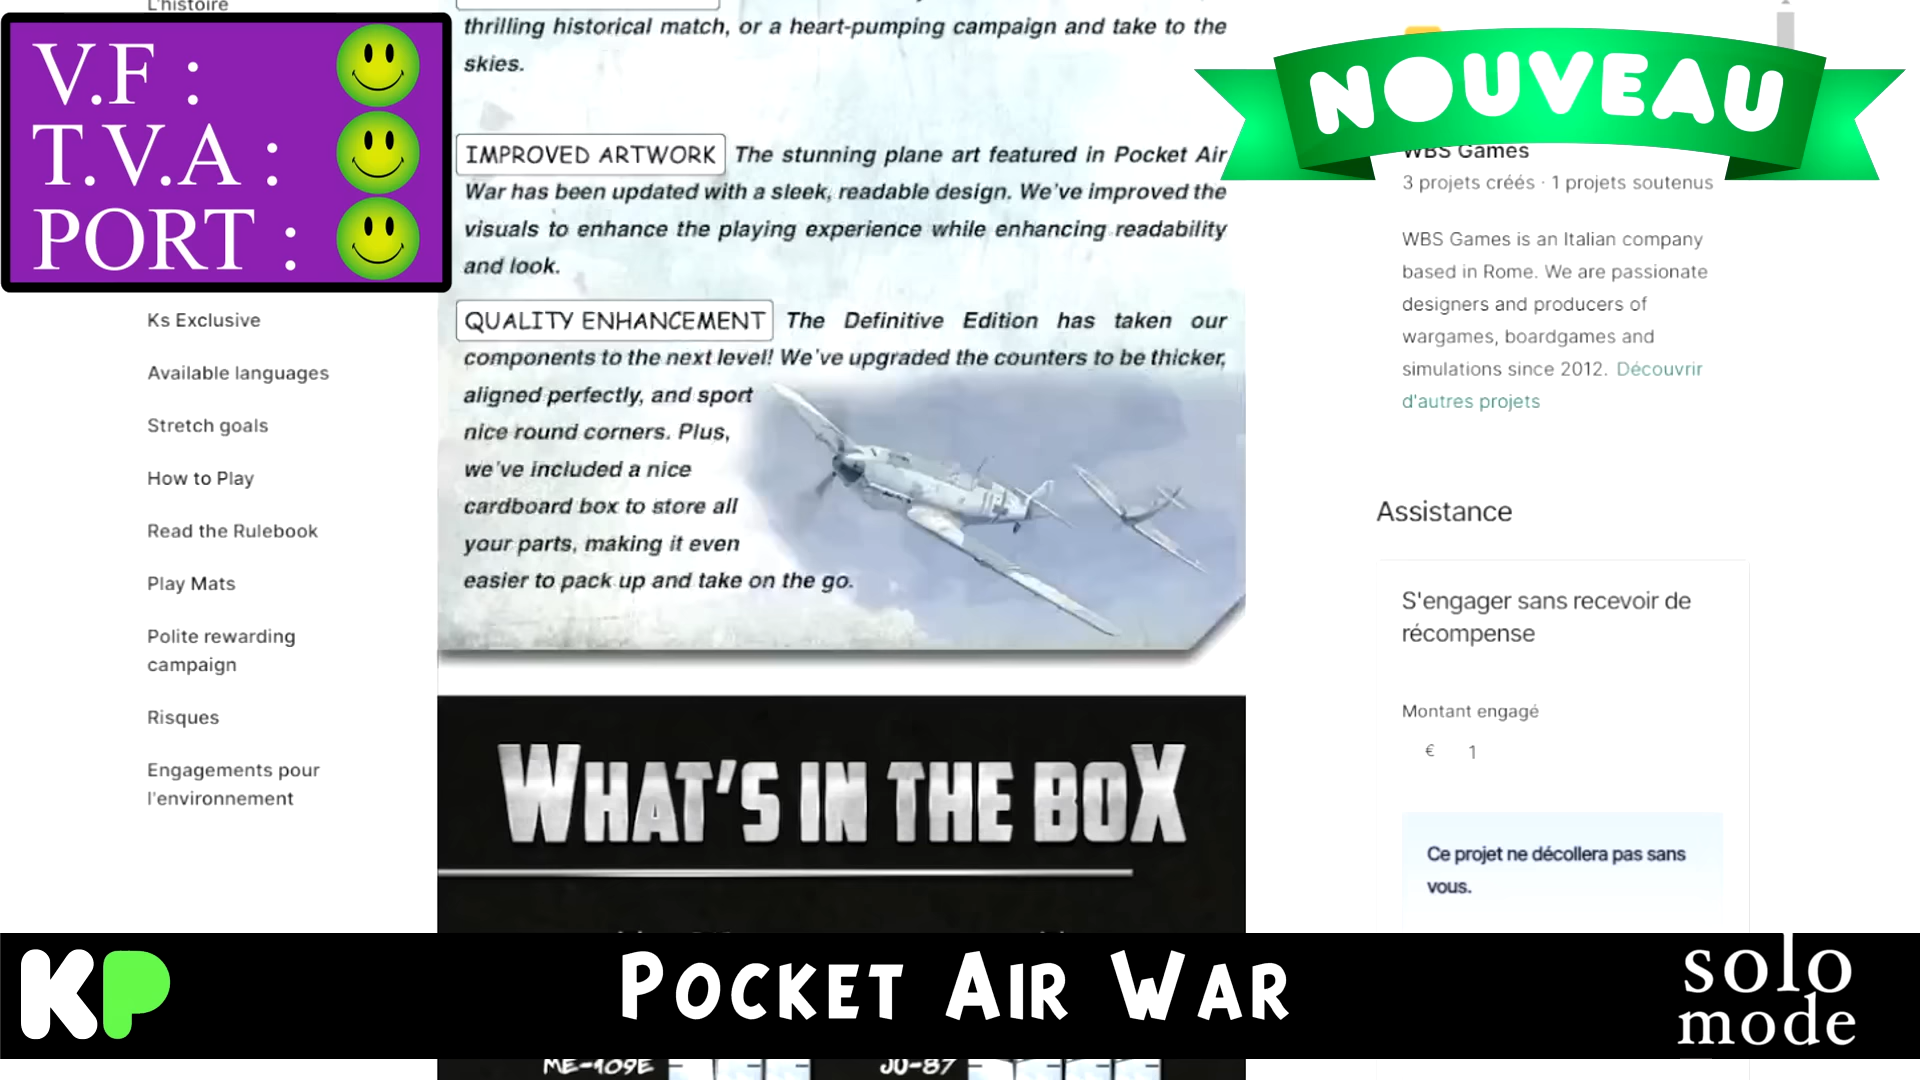 L'histoire
V.F :
T.V.A :
PORT :
Ks Exclusive
Available languages
Stretch goals
How to Play
Read the Rulebook
Play Mats
Polite rewarding
campaign
Risques
Engagements pour
l'environnement
thrilling historical match, or a heart-pumping campaign and take to the
skies.
IMPROVED ARTWORK The stunning plane art featured in Pocket Air
War has been updated with a sleek, readable design. We've improved the
visuals to enhance the playing experience while enhancing readability
and look.
QUALITY ENHANCEMENT The Definitive Edition has taken our
components to the next level! We've upgraded the counters to be thicker,
aligned perfectly, and sport
nice round corners. Plus,
we've included a nice
cardboard box to store all
your parts, making it even
easier to pack up and take on the go.
WHAT'S IN THE BOX
ME-109E
JU-87
NOUVEAU
WBS Games
3 projets créés · 1 projets soutenus
WBS Games is an Italian company
based in Rome. We are passionate
designers and producers of
wargames, boardgames and
simulations since 2012. Découvrir
d'autres projets
Assistance
S'engager sans recevoir de
récompense
Montant engagé
€ 1
Ce projet ne décollera pas sans
vous.
KP
POCKET AIR WAR
solo
mode